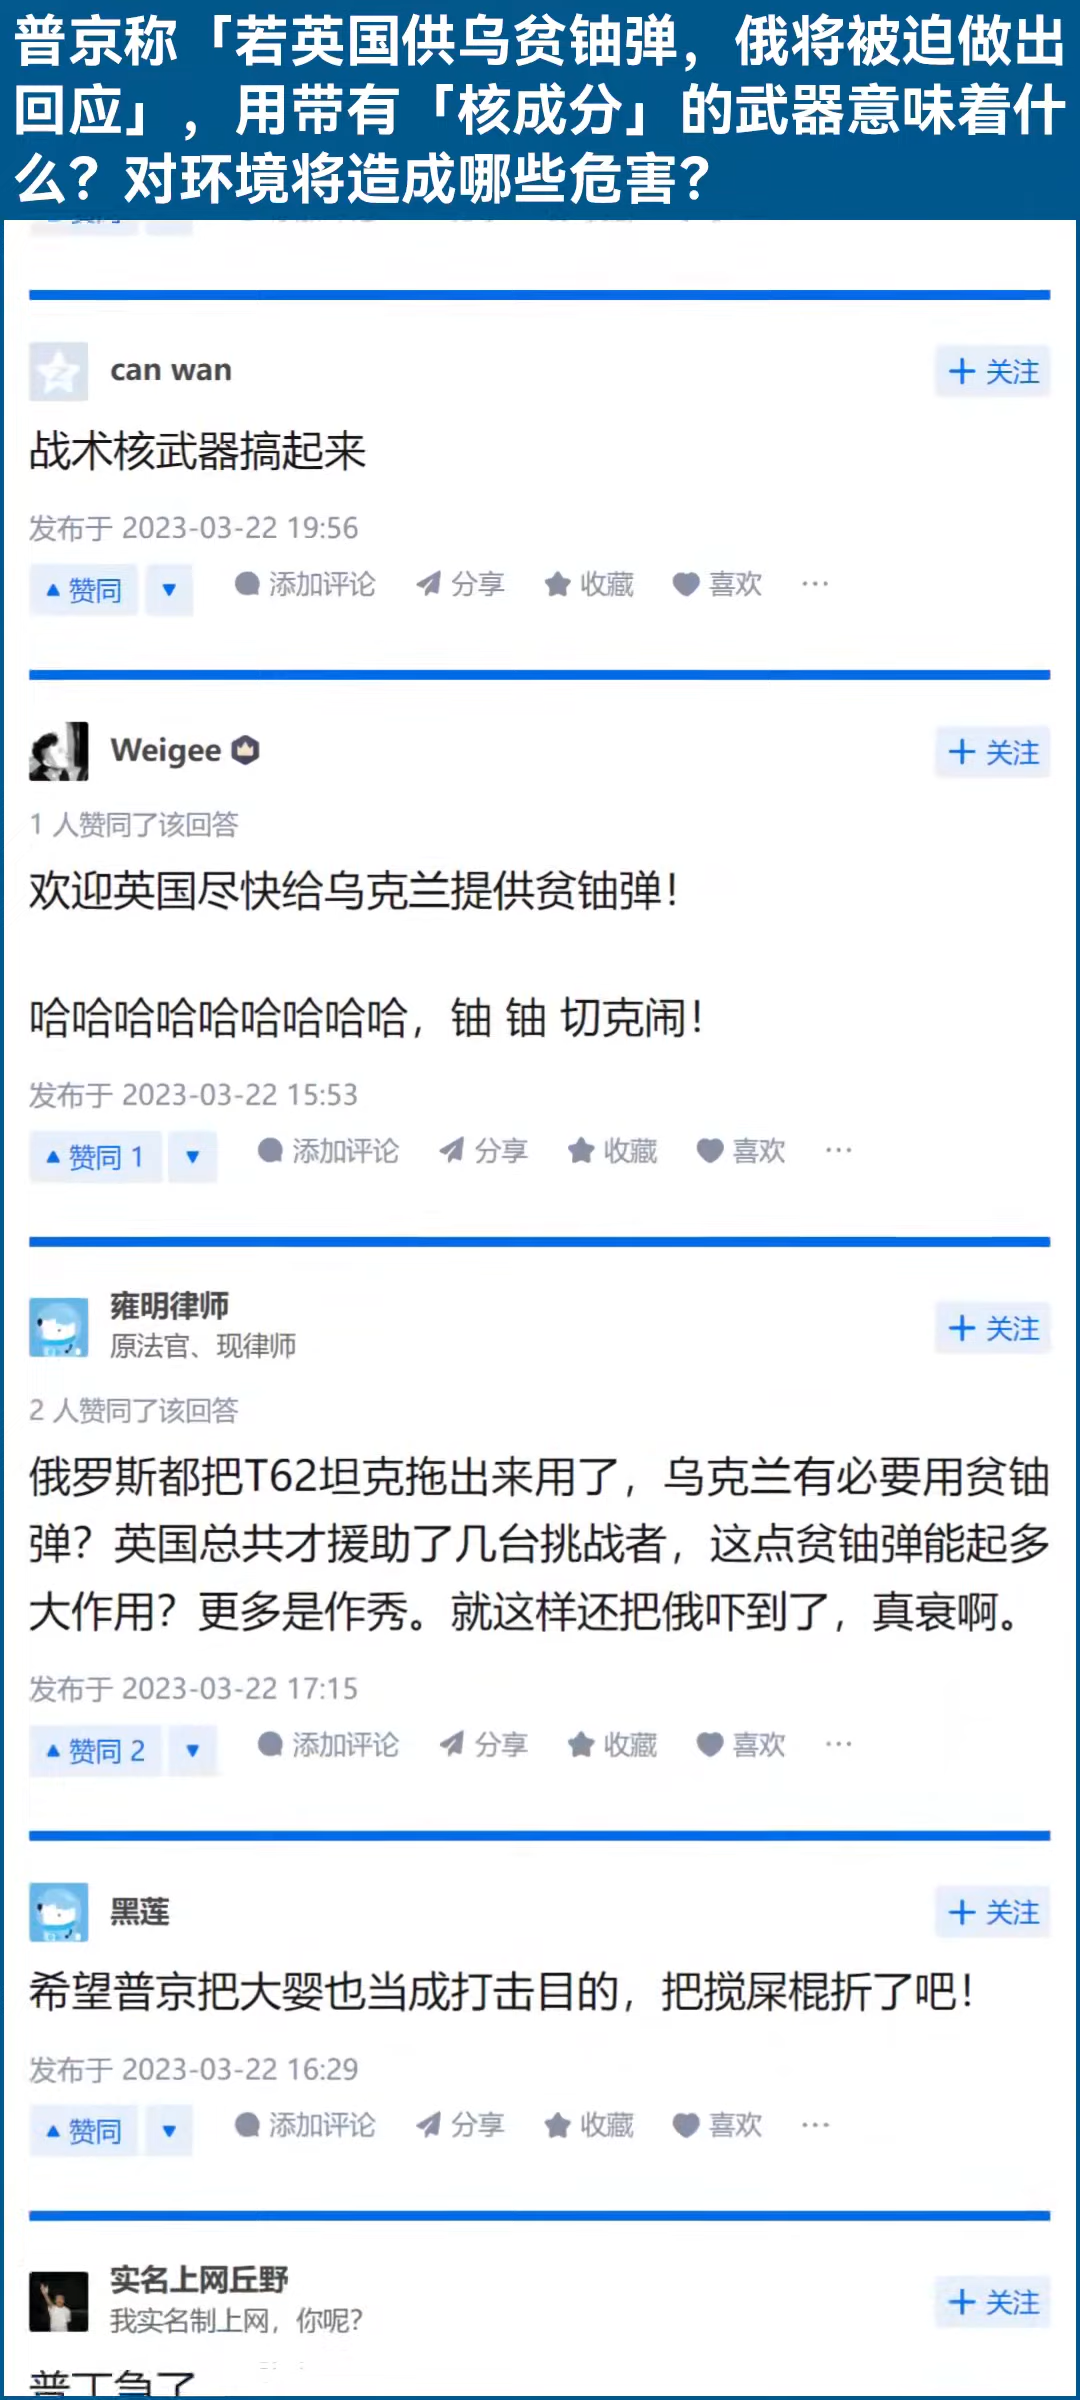 普京称「若英国供乌贫铀弹，俄将被迫做出
回应」，用带有「核成分」的武器意味着什
么？对环境将造成哪些危害？
can wan
+ 关注
战术核武器搞起来
发布于 2023-03-22 19:56
▲ 赞同 ▼ 添加评论 分享 收藏 喜欢 ···
Weigee
+ 关注
1 人赞同了该回答
欢迎英国尽快给乌克兰提供贫铀弹！
哈哈哈哈哈哈哈哈哈，铀 铀 切克闹！
发布于 2023-03-22 15:53
▲ 赞同 1 ▼ 添加评论 分享 收藏 喜欢 ···
雍明律师
原法官、现律师
+ 关注
2 人赞同了该回答
俄罗斯都把T62坦克拖出来用了，乌克兰有必要用贫铀
弹？英国总共才援助了几台挑战者，这点贫铀弹能起多
大作用？更多是作秀。就这样还把俄吓到了，真衰啊。
发布于 2023-03-22 17:15
▲ 赞同 2 ▼ 添加评论 分享 收藏 喜欢 ···
黑莲
+ 关注
希望普京把大婴也当成打击目的，把搅屎棍折了吧！
发布于 2023-03-22 16:29
▲ 赞同 ▼ 添加评论 分享 收藏 喜欢 ···
实名上网丘野
我实名制上网，你呢？
+ 关注
普丁急了